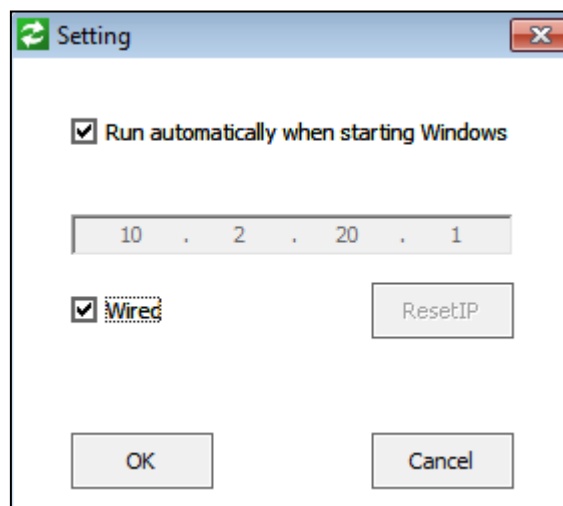 Setting
Run automatically when starting Windows
10 . 2 . 20 . 1
Wired
ResetIP
OK
Cancel